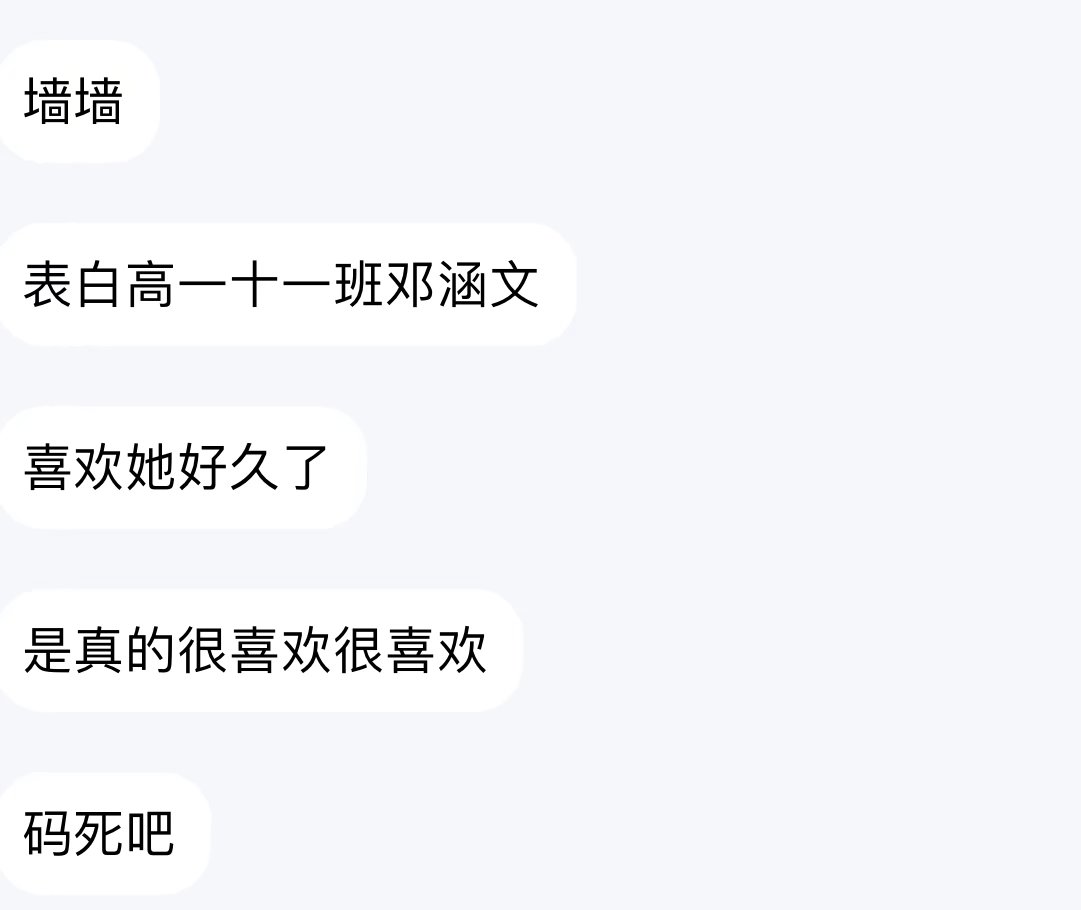 墙墙
表白高一十一班邓涵文
喜欢她好久了
是真的很喜欢很喜欢
码死吧